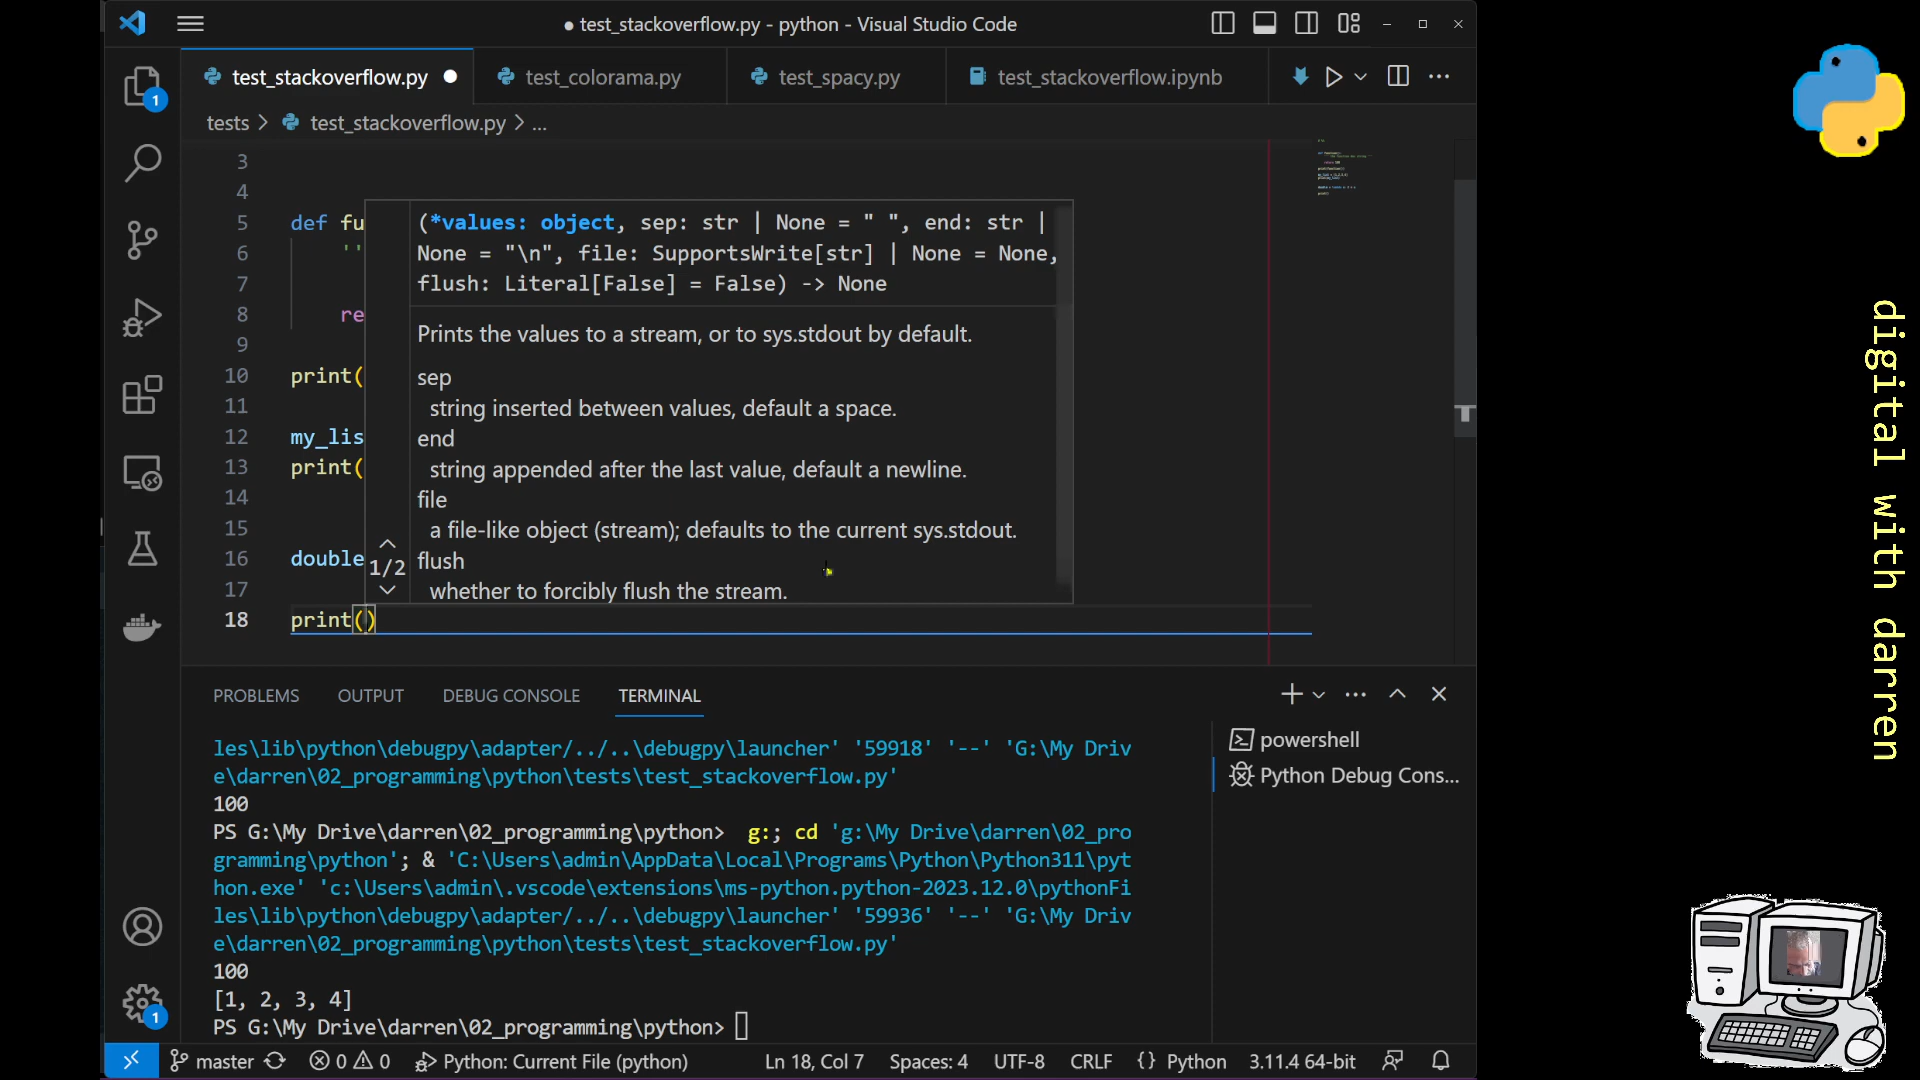 ● test_stackoverflow.py - python - Visual Studio Code
test_stackoverflow.py
test_colorama.py
test_spacy.py
test_stackoverflow.ipynb
tests > test_stackoverflow.py > ...
1
3
4
5 def fu
6 ''
7
8 re
9
10 print(
11
12 my_lis
13 print(
14
15
16 double
17
18 print()
(*values: object, sep: str | None = " ", end: str |
None = "\n", file: SupportsWrite[str] | None = None,
flush: Literal[False] = False) -> None
Prints the values to a stream, or to sys.stdout by default.
sep
string inserted between values, default a space.
end
string appended after the last value, default a newline.
file
a file-like object (stream); defaults to the current sys.stdout.
flush
whether to forcibly flush the stream.
1/2
PROBLEMS OUTPUT DEBUG CONSOLE TERMINAL
les\lib\python\debugpy\adapter/../..\debugpy\launcher' '59918' '--' 'G:\My Driv
e\darren\02_programming\python\tests\test_stackoverflow.py'
100
PS G:\My Drive\darren\02_programming\python>  g:; cd 'g:\My Drive\darren\02_pro
gramming\python'; & 'C:\Users\admin\AppData\Local\Programs\Python\Python311\pyt
hon.exe' 'c:\Users\admin\.vscode\extensions\ms-python.python-2023.12.0\pythonFi
les\lib\python\debugpy\adapter/../..\debugpy\launcher' '59936' '--' 'G:\My Driv
e\darren\02_programming\python\tests\test_stackoverflow.py'
100
[1, 2, 3, 4]
PS G:\My Drive\darren\02_programming\python>
powershell
Python Debug Cons...
1
master 0 0 Python: Current File (python) Ln 18, Col 7 Spaces: 4 UTF-8 CRLF {} Python 3.11.4 64-bit
digital with darren